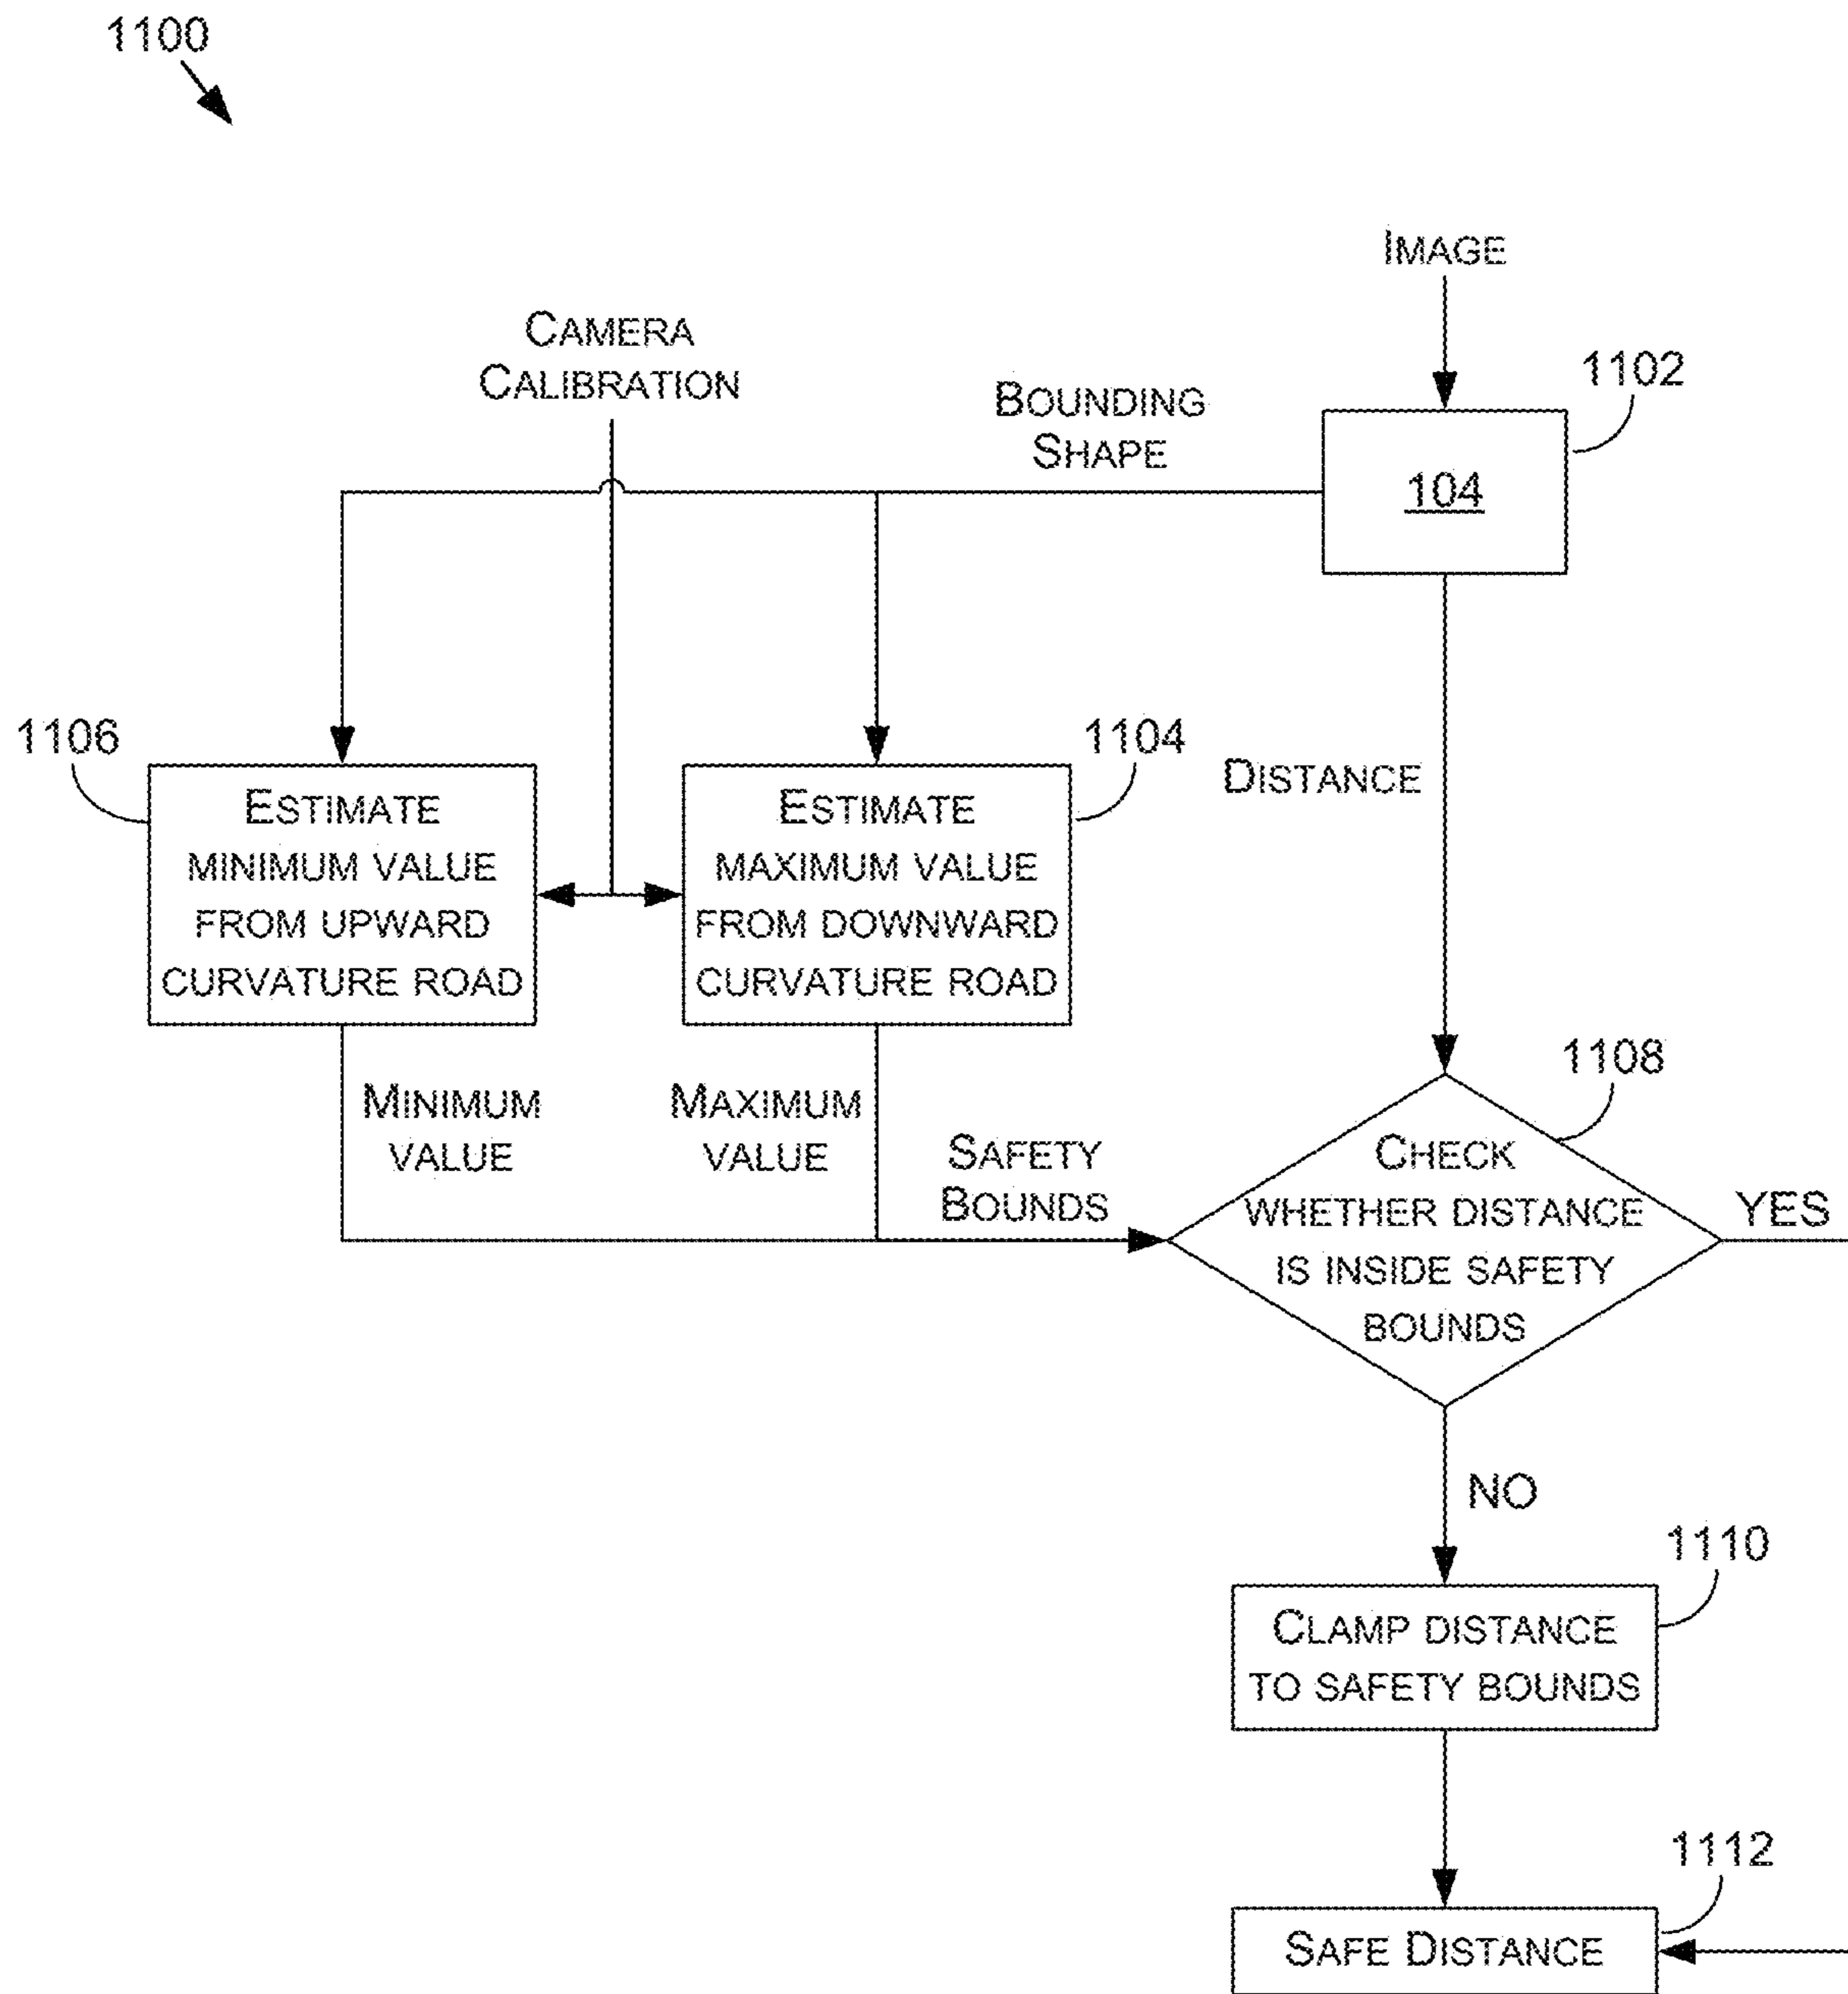 1100
IMAGE
CAMERA
CALIBRATION
BOUNDING
SHAPE
1102
104
1106
ESTIMATE
MINIMUM VALUE
FROM UPWARD
CURVATURE ROAD
1104
ESTIMATE
MAXIMUM VALUE
FROM DOWNWARD
CURVATURE ROAD
DISTANCE
MINIMUM
VALUE
MAXIMUM
VALUE
SAFETY
BOUNDS
1108
CHECK
WHETHER DISTANCE
IS INSIDE SAFETY
BOUNDS
YES
NO
1110
CLAMP DISTANCE
TO SAFETY BOUNDS
1112
SAFE DISTANCE